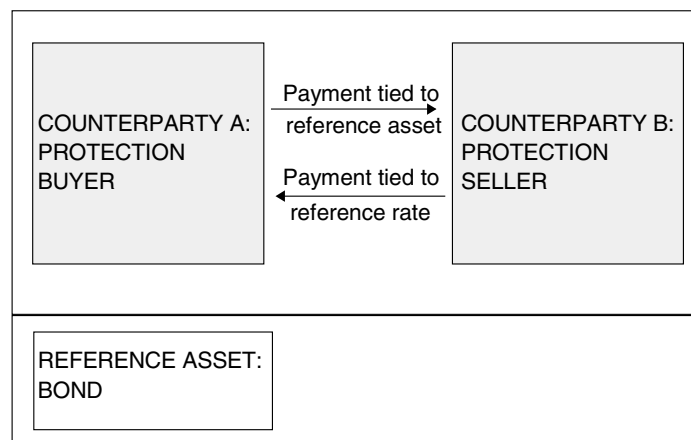 COUNTERPARTY A:
PROTECTION
BUYER
Payment tied to
reference asset
Payment tied to
reference rate
COUNTERPARTY B:
PROTECTION
SELLER
REFERENCE ASSET:
BOND